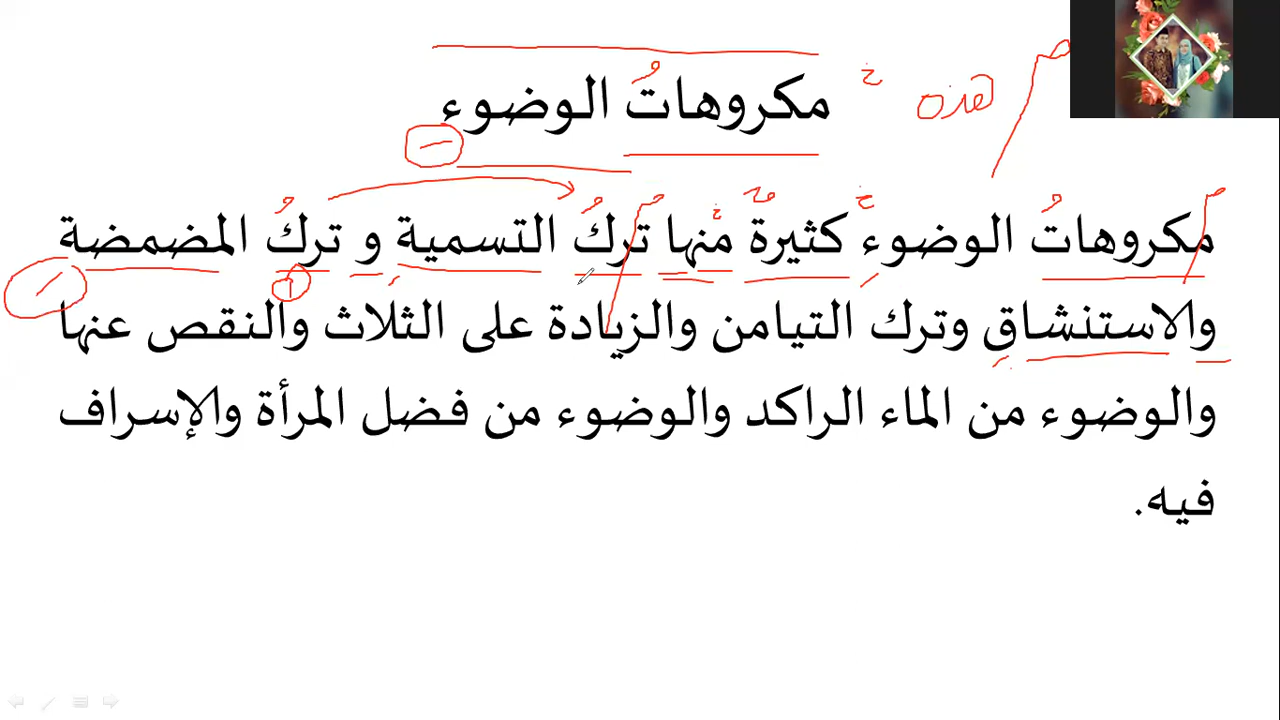 مكروهاتُ الوضوء
هذه
مكروهاتُ الوضوء كثيرة منها تركُ التسمية و تركُ المضمضة
والاستنشاق وترك التيامن والزيادة على الثلاث والنقص عنها
والوضوء من الماء الراكد والوضوء من فضل المرأة والإسراف
فيه.